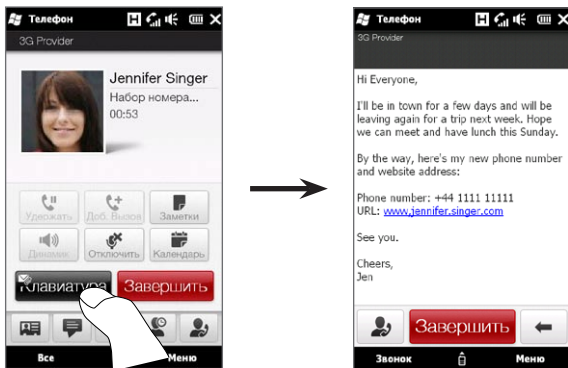 Телефон
3G Provider
Jennifer Singer
Набор номера...
00:53
Удержать
Доб. Вызов
Заметки
Динамик
Отключить
Календарь
Клавиатура
Завершить
Все
Меню
Телефон
3G Provider
Hi Everyone,
I'll be in town for a few days and will be
leaving again for a trip next week. Hope
we can meet and have lunch this Sunday.
By the way, here's my new phone number
and website address:
Phone number: +44 1111 11111
URL: www.jennifer.singer.com
See you.
Cheers,
Jen
Завершить
Звонок
Меню